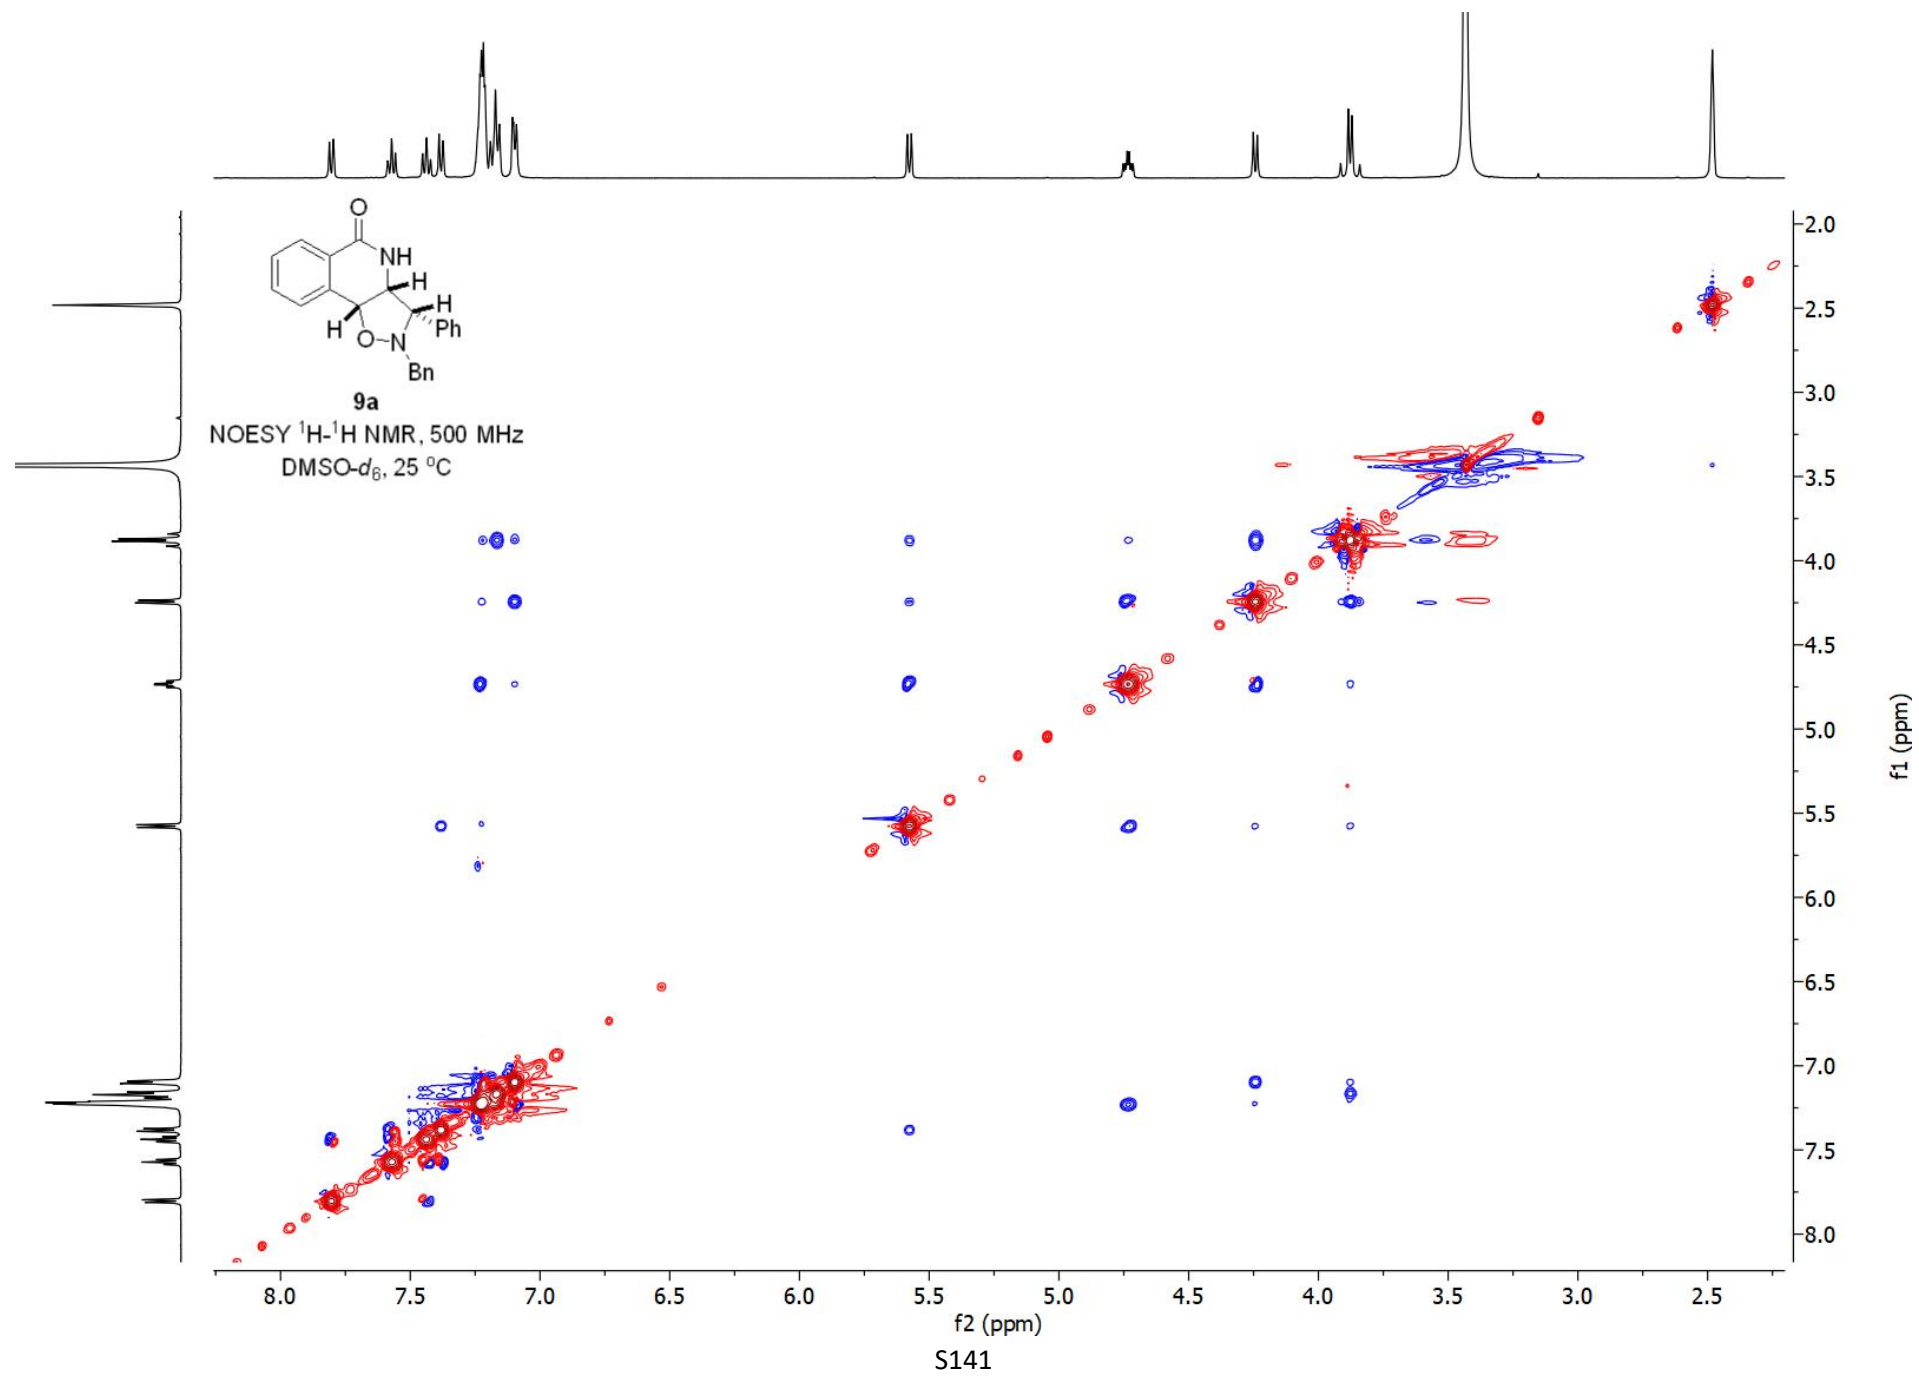 O
NH
H
H
H
O
N
Ph
Bn
9a
NOESY ¹H-¹H NMR, 500 MHz
DMSO-d₆, 25 ⁰C
2.0
2.5
3.0
3.5
4.0
4.5
5.0
5.5
6.0
6.5
7.0
7.5
8.0
f1 (ppm)
8.0 7.5 7.0 6.5 6.0 5.5 5.0 4.5 4.0 3.5 3.0 2.5
f2 (ppm)
S141